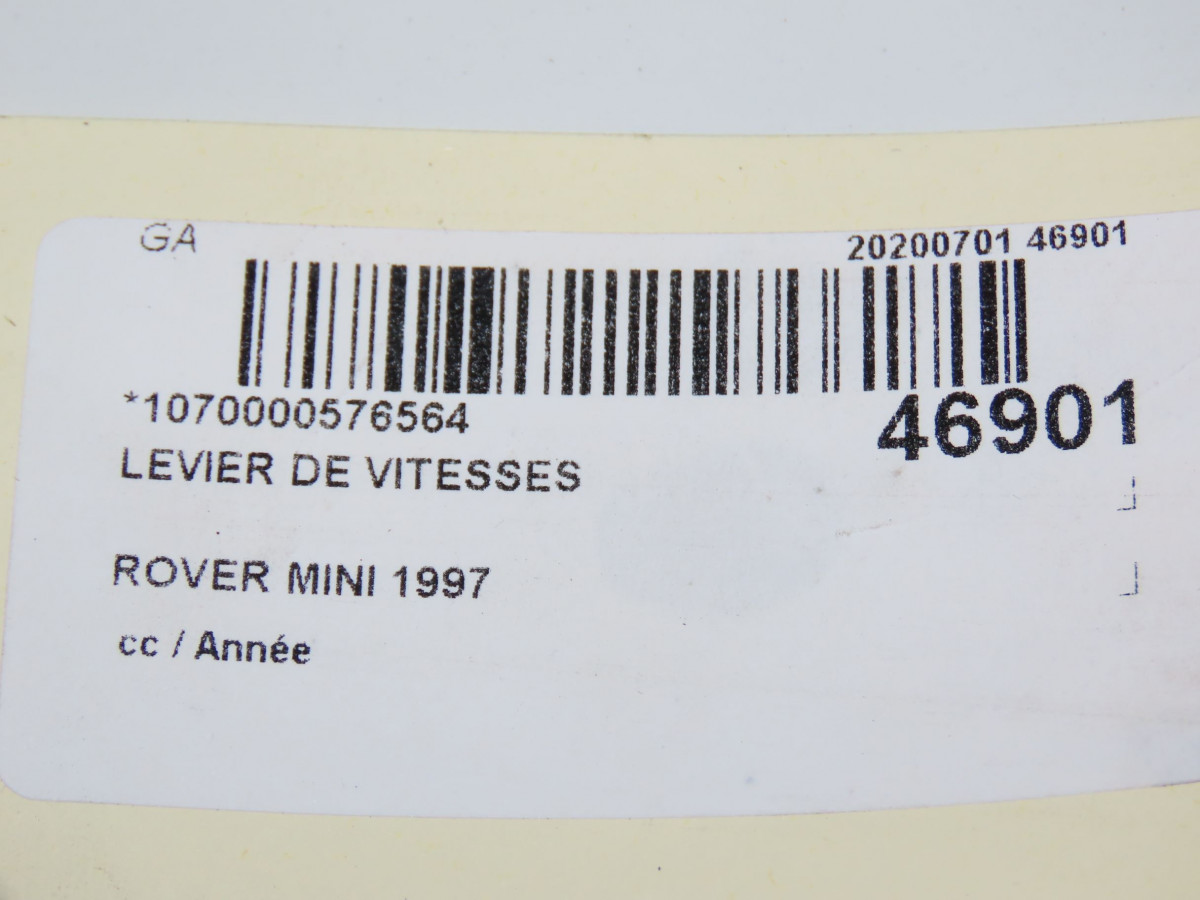 GA
20200701 46901
*1070000576564
46901
LEVIER DE VITESSES
ROVER MINI 1997
cc / Année